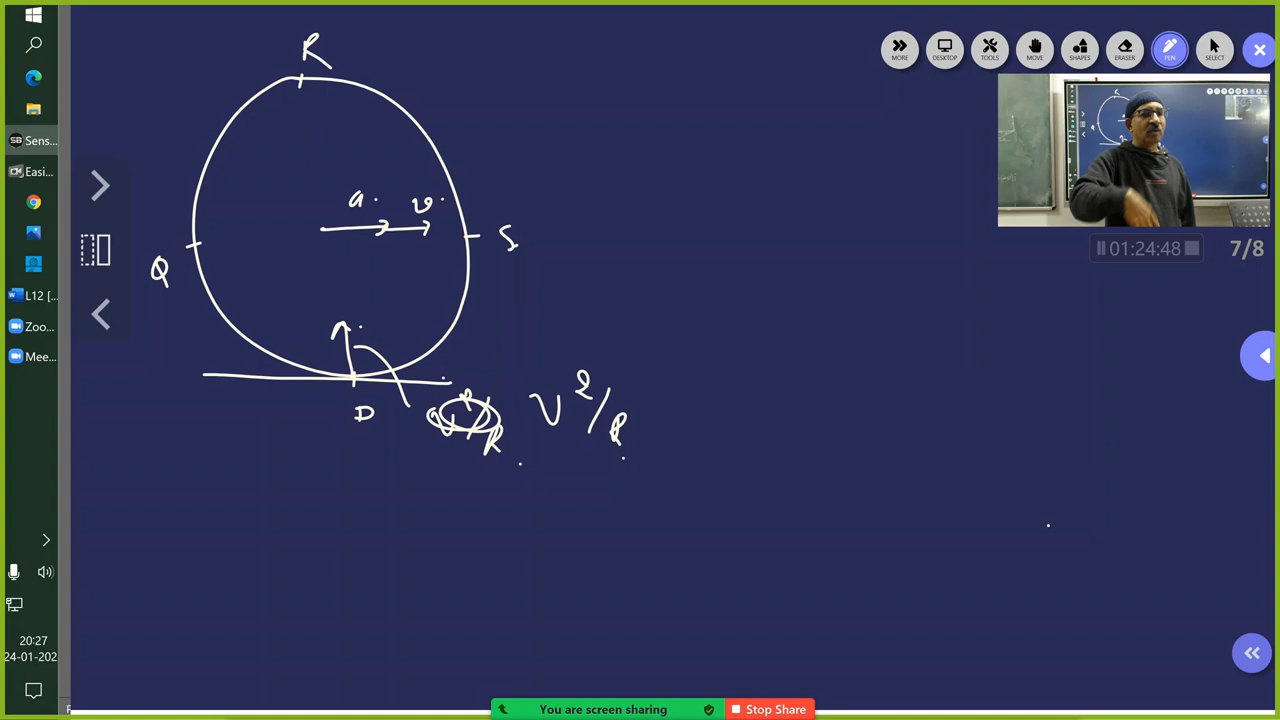 R
MORE
DESKTOP
TOOLS
MOVE
SHAPES
ERASER
PEN
SELECT
SB Sens...
Easi...
a v
Q
S
01:24:48
7/8
L12 [...
Zoo...
Mee...
D
V²/R
20:27
24-01-202
You are screen sharing
Stop Share